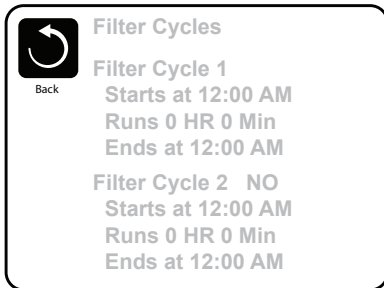 Filter Cycles
Back
Filter Cycle 1
Starts at 12:00 AM
Runs 0 HR 0 Min
Ends at 12:00 AM
Filter Cycle 2 NO
Starts at 12:00 AM
Runs 0 HR 0 Min
Ends at 12:00 AM